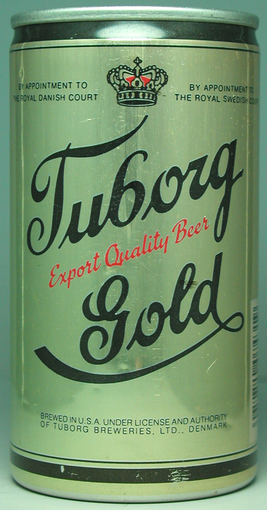 BY APPOINTMENT TO
THE ROYAL DANISH COURT
BY APPOINTMENT TO
THE ROYAL SWEDISH
Tuborg
Export Quality Beer
Gold
BREWED IN U.S.A. UNDER LICENSE AND AUTHORITY
OF TUBORG BREWERIES, LTD., DENMARK